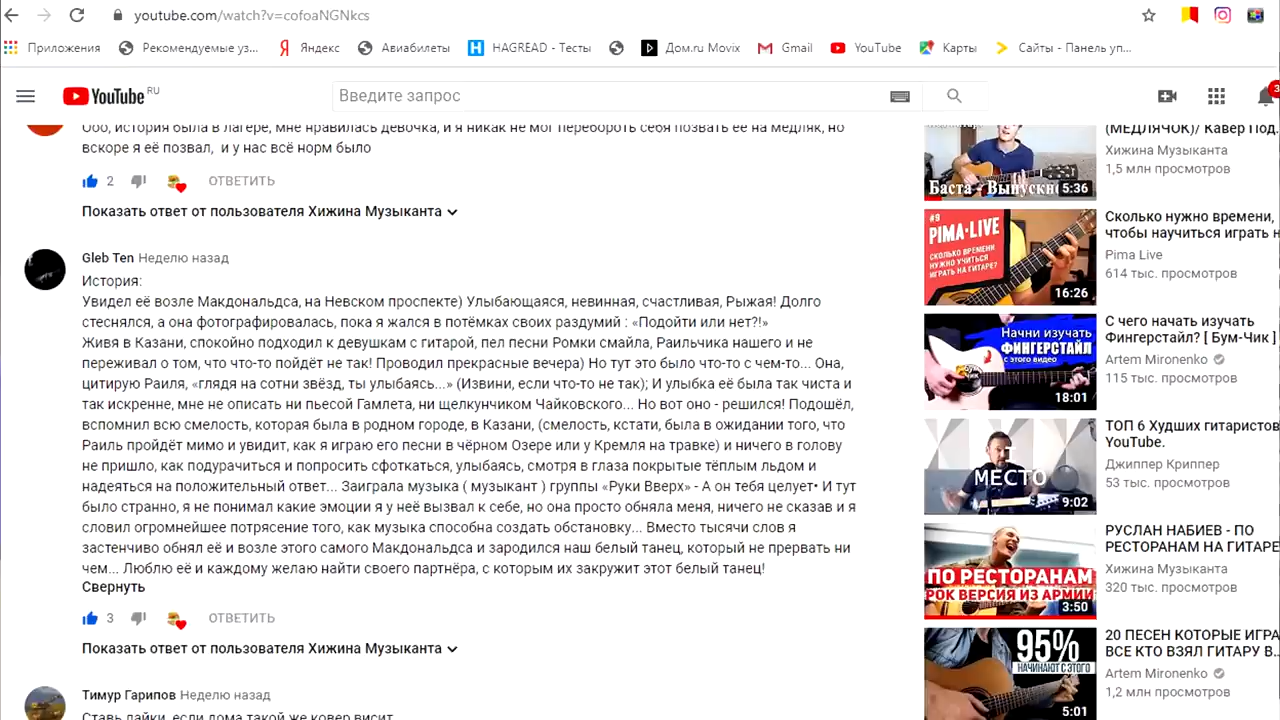 youtube.com/watch?v=cofoaNGNkcs
Приложения
Рекомендуемые уз...
Яндекс
Авиабилеты
HAGREAD - Тесты
Дом.ru Movix
Gmail
YouTube
Карты
Сайты - Панель уп...
YouTube RU
Введите запрос
3
Ооо, история была в лагере, мне нравилась девочка, и я никак не мог перебороть себя позвать её на медляк, но
вскоре я её позвал, и у нас всё норм было
2
ОТВЕТИТЬ
Показать ответ от пользователя Хижина Музыканта
Gleb Ten Неделю назад
История:
Увидел её возле Макдональдса, на Невском проспекте) Улыбающаяся, невинная, счастливая, Рыжая! Долго
стеснялся, а она фотографировалась, пока я жался в потёмках своих раздумий : «Подойти или нет?!»
Живя в Казани, спокойно подходил к девушкам с гитарой, пел песни Ромки смайла, Раильчика нашего и не
переживал о том, что что-то пойдя не так! Проводил прекрасные вечера) Но тут это было что-то с чем-то... Она,
цитирую Раиля, «глядя на сотни звёзд, ты улыбаясь...» (Извини, если что-то не так); И улыбка её была так чиста и
так искренне, мне не описать ни пьесой Гамлета, ни щелкунчиком Чайковского... Но вот оно - решился! Подошёл,
вспомнил всю смелость, которая была в родном городе, в Казани, (смелость, кстати, была в ожидании того, что
Раиль пройдёт мимо и увидит, как я играю его песни в чёрном Озере или у Кремля на травке) и ничего в голову
не пришло, как подурачиться и попросить сфоткаться, улыбаясь, смотря в глаза покрытые тёплым льдом и
надеяться на положительный Заиграла музыка ( музыкант ) группы «Руки Вверх» - А он тебя целует• И тут
было странно, я не понимал какие эмоции я у неё вызвал к себе, но она просто обняла меня, ничего не сказав и я
словил огромнейшее потрясение того, как музыка способна создать обстановку... Вместо тысячи слов я
застенчиво обнял её и возле этого самого Макдональдса и зародился наш белый танец, который не прервать ни
чем... Люблю её и каждому желаю найти своего партнёра, с которым их закружит этот белый танец!
Свернуть
3
ОТВЕТИТЬ
Показать ответ от пользователя Хижина Музыканта
Тимур Гарипов Неделю назад
Ставь лайки, если дома такой же ковер висит
Баста - Выпускн
5:36
(МЕДЛЯЧОК)/ Кавер Под.
Хижина Музыканта
1,5 млн просмотров
#9
PIMA•LIVE
СКОЛЬКО ВРЕМЕНИ
НУЖНО УЧИТЬСЯ
ИГРАТЬ НА ГИТАРЕ?
16:26
Сколько нужно времени,
чтобы научиться играть н
Pima Live
614 тыс. просмотров
Начни изучать
ФИНГЕРСТАЙЛ
с этого видео
18:01
С чего начать изучать
Фингерстайл? [ Бум-Чик ]
Artem Mironenko
115 тыс. просмотров
1
МЕСТО
9:02
ТОП 6 Худших гитаристов
YouTube.
Джиппер Криппер
53 тыс. просмотров
ПО РЕСТОРАНАМ
РОК ВЕРСИЯ ИЗ АРМИИ
3:50
РУСЛАН НАБИЕВ - ПО
РЕСТОРАНАМ НА ГИТАРЕ
Хижина Музыканта
320 тыс. просмотров
95%
НАЧИНАЮТ С ЭТОГО
5:01
20 ПЕСЕН КОТОРЫЕ ИГРА
ВСЕ КТО ВЗЯЛ ГИТАРУ В...
Artem Mironenko
1,2 млн просмотров